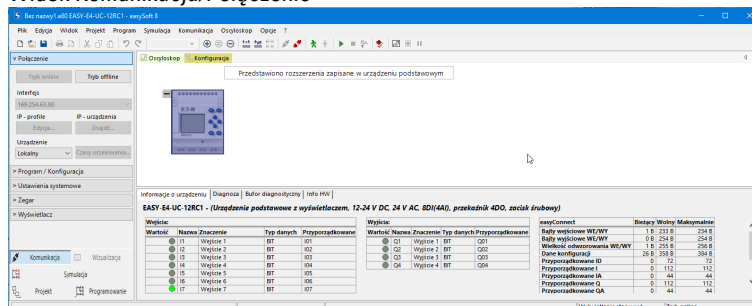 Widok Komunikacja/Połączenie
Bez nazwy1.e80 EASY-E4-UC-12RC1 - easySoft 8
Plik Edycja Widok Projekt Program Symulacja Komunikacja Oscyloskop Opcje ?
Połączenie
Oscyloskop Konfiguracja
Tryb online Tryb offline
Przedstawiono rozszerzenia zapisane w urządzeniu podstawowym
Interfejs
169.254.63.00
IP - profile IP - urządzenia
Edycja... Znajdź...
Urządzenie
Lokalny Czasy oczekiwania...
> Program / Konfiguracja
> Ustawienia systemowe
> Zegar
> Wyświetlacz
Komunikacja Wizualizacja
Symulacja
Projekt Programowanie
Informacje o urządzeniu Diagnoza Bufor diagnostyczny Info HW
EASY-E4-UC-12RC1 - (Urządzenie podstawowe z wyświetlaczem, 12-24 V DC, 24 V AC, 8DI(4AI), przekaźnik 4DO, zacisk śrubowy)
Wejścia:
Wartość Nazwa Znaczenie Typ danych Przyporządkowane
I1 Wejście 1 BIT I01
I2 Wejście 2 BIT I02
I3 Wejście 3 BIT I03
I4 Wejście 4 BIT I04
I5 Wejście 5 BIT I05
I6 Wejście 6 BIT I06
I7 Wejście 7 BIT I07
Wyjścia:
Wartość Nazwa Znaczenie Typ danych Przyporządkowane
Q1 Wyjście 1 BIT Q01
Q2 Wyjście 2 BIT Q02
Q3 Wyjście 3 BIT Q03
Q4 Wyjście 4 BIT Q04
easyConnect Bieżący Wolny Maksymalnie
Bajty wejściowe WE/WY 1 B 233 B 234 B
Bajty wyjściowe WE/WY 0 B 254 B 254 B
Wielkość odwzorowania WE/WY 1 B 255 B 256 B
Dane konfiguracji 26 B 358 B 384 B
Przyporządkowane ID 0 72 72
Przyporządkowane I 0 112 112
Przyporządkowane IA 0 44 44
Przyporządkowane Q 0 112 112
Przyporządkowane QA 0 44 44